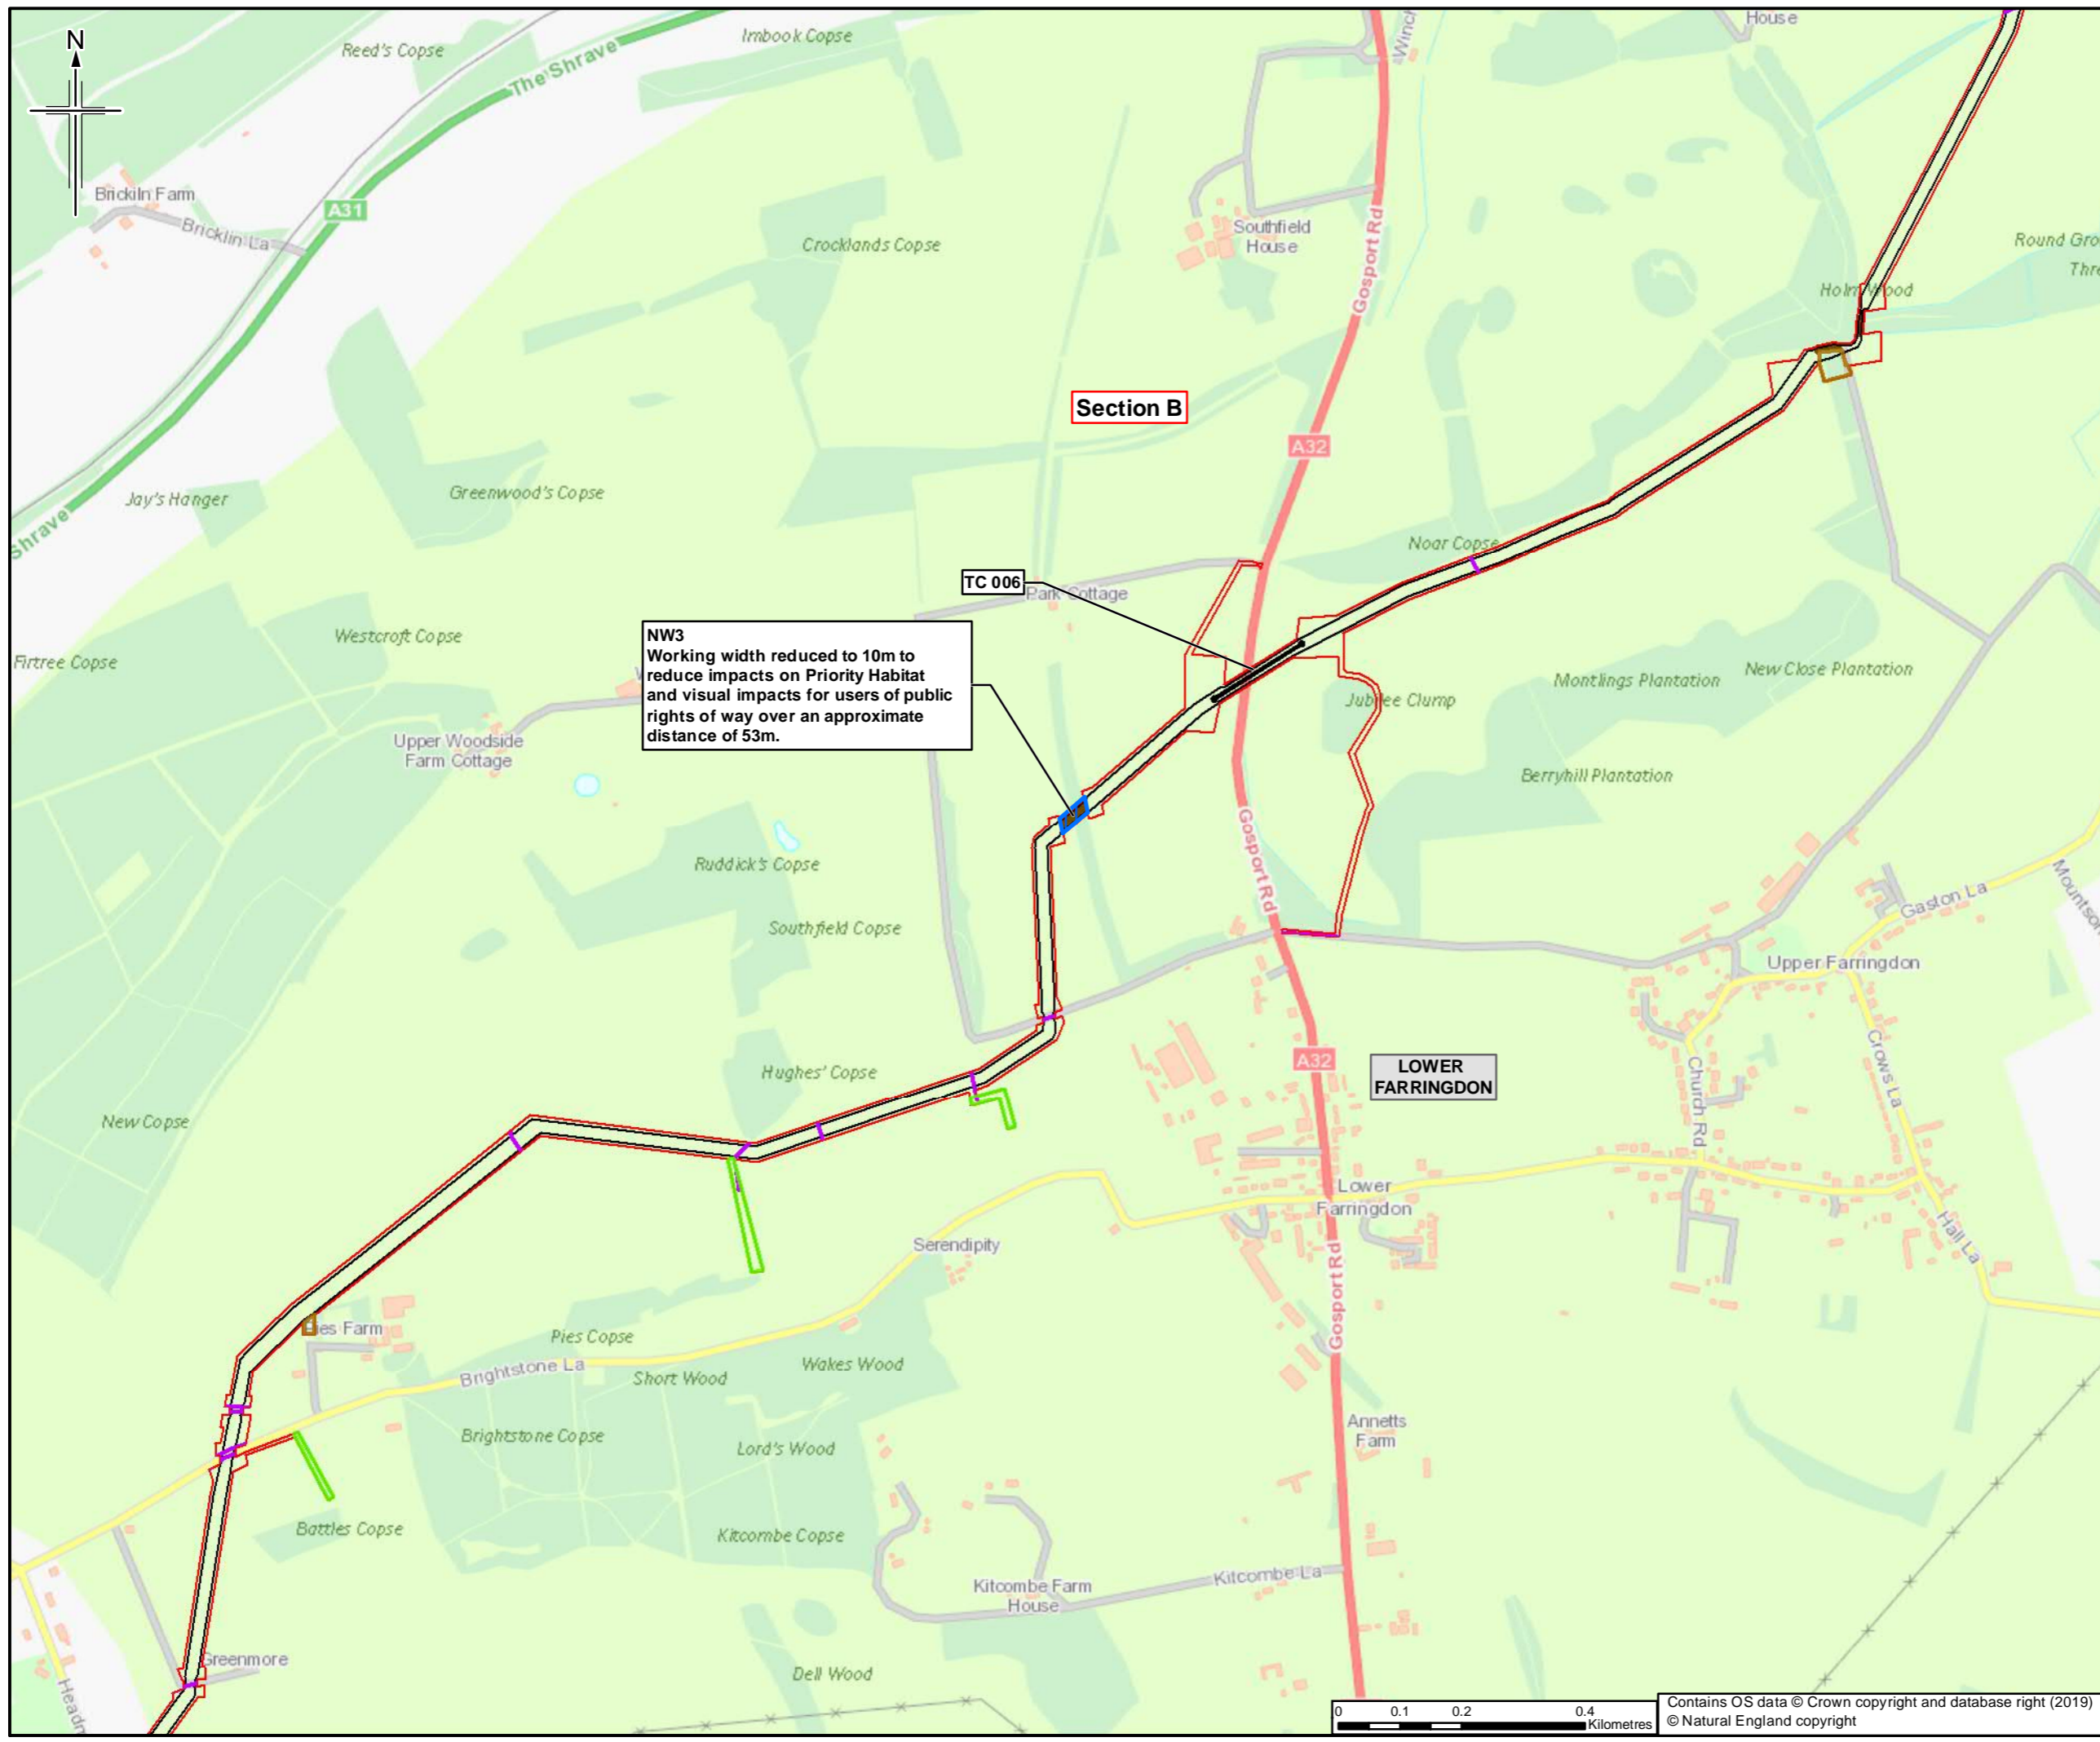 House
Imbook Copse
N
Reed's Copse
The Shrave
Brickiln Farm
A31
Bricklin La
Southfield
House
Gosport Rd
Crocklands Copse
Holm Wood
Section B
A32
Jay's Hanger
Greenwood's Copse
Shrave
Noar Copse
TC 006
Park Cottage
Westcroft Copse
Firtree Copse
NW3
Working width reduced to 10m to
reduce impacts on Priority Habitat
and visual impacts for users of public
rights of way over an approximate
distance of 53m.
New Close Plantation
Montlings Plantation
Jubilee Clump
Upper Woodside
Farm Cottage
Berryhill Plantation
Gosport Rd
Ruddick's Copse
Southfield Copse
Gaston La
Upper Farringdon
Hughes' Copse
A32
LOWER
FARRINGDON
Church Rd
Crows La
New Copse
Lower
Farringdon
Hall La
Serendipity
Gosport Rd
Farm
Pies Copse
Brightstone La
Wakes Wood
Short Wood
Annetts
Farm
Brightstone Copse
Lord's Wood
Battles Copse
Kitcombe Copse
Kitcombe Farm
House
Kitcombe La
Greenmore
Dell Wood
0 0.1 0.2 0.4
Kilometres
Contains OS data © Crown copyright and database right (2019)
© Natural England copyright